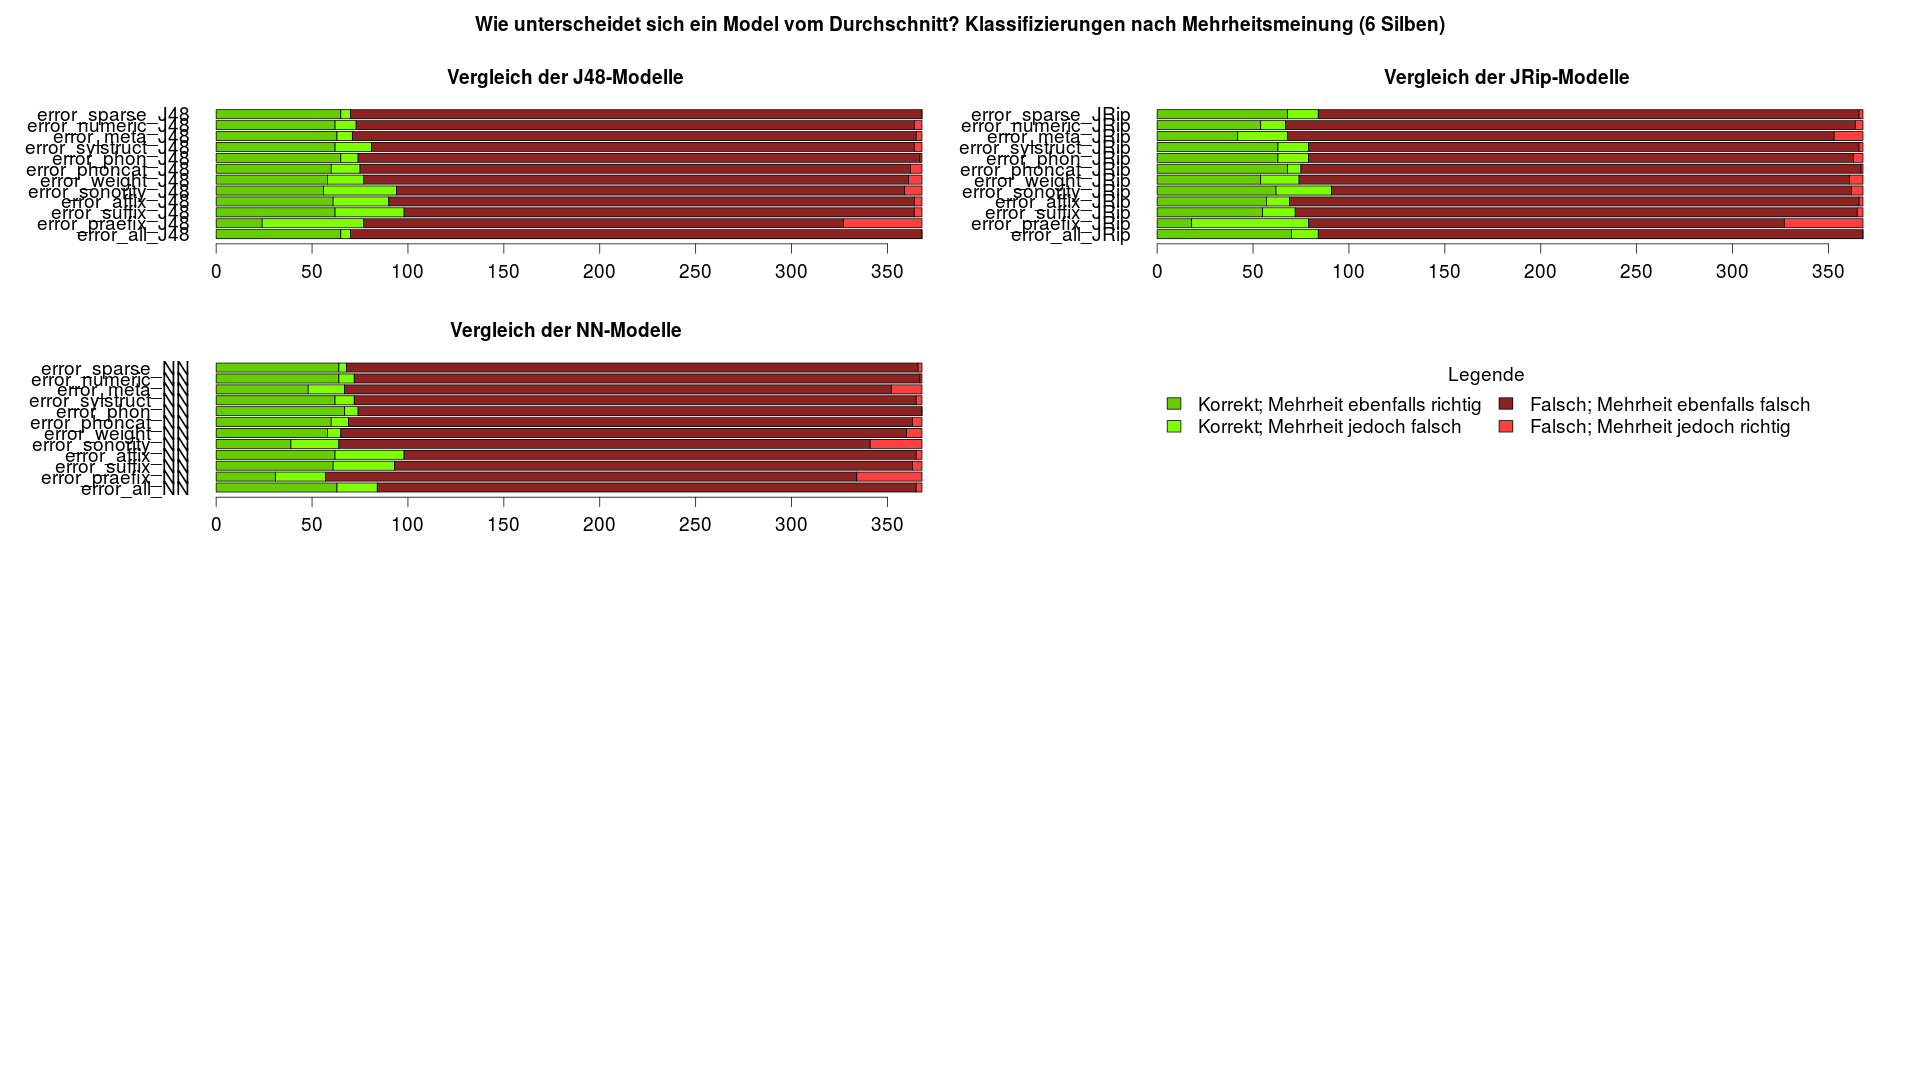 Wie unterscheidet sich ein Model vom Durchschnitt? Klassifizierungen nach Mehrheitsmeinung (6 Silben)
Vergleich der J48-Modelle
error_sparse_J48
error_numeric_J48
error_meta_J48
error_sylstruct_J48
error_phon_J48
error_phoncat_J48
error_weight_J48
error_sonority_J48
error_affix_J48
error_suffix_J48
error_praefix_J48
error_all_J48
0 50 100 150 200 250 300 350
Vergleich der JRip-Modelle
error_sparse_JRip
error_numeric_JRip
error_meta_JRip
error_sylstruct_JRip
error_phon_JRip
error_phoncat_JRip
error_weight_JRip
error_sonority_JRip
error_affix_JRip
error_suffix_JRip
error_praefix_JRip
error_all_JRip
0 50 100 150 200 250 300 350
Vergleich der NN-Modelle
error_sparse_NN
error_numeric_NN
error_meta_NN
error_sylstruct_NN
error_phon_NN
error_phoncat_NN
error_weight_NN
error_sonority_NN
error_affix_NN
error_suffix_NN
error_praefix_NN
error_all_NN
0 50 100 150 200 250 300 350
Legende
Korrekt; Mehrheit ebenfalls richtig
Korrekt; Mehrheit jedoch falsch
Falsch; Mehrheit ebenfalls falsch
Falsch; Mehrheit jedoch richtig